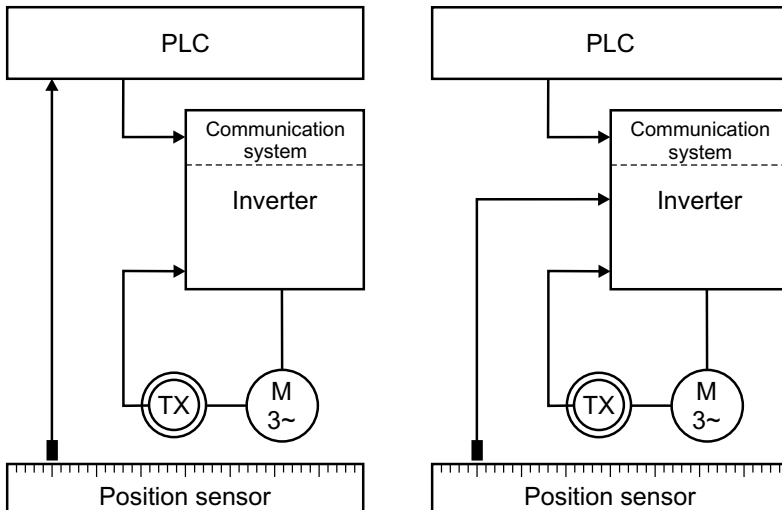 PLC
Communication
system
Inverter
TX
M
3~
Position sensor
PLC
Communication
system
Inverter
TX
M
3~
Position sensor